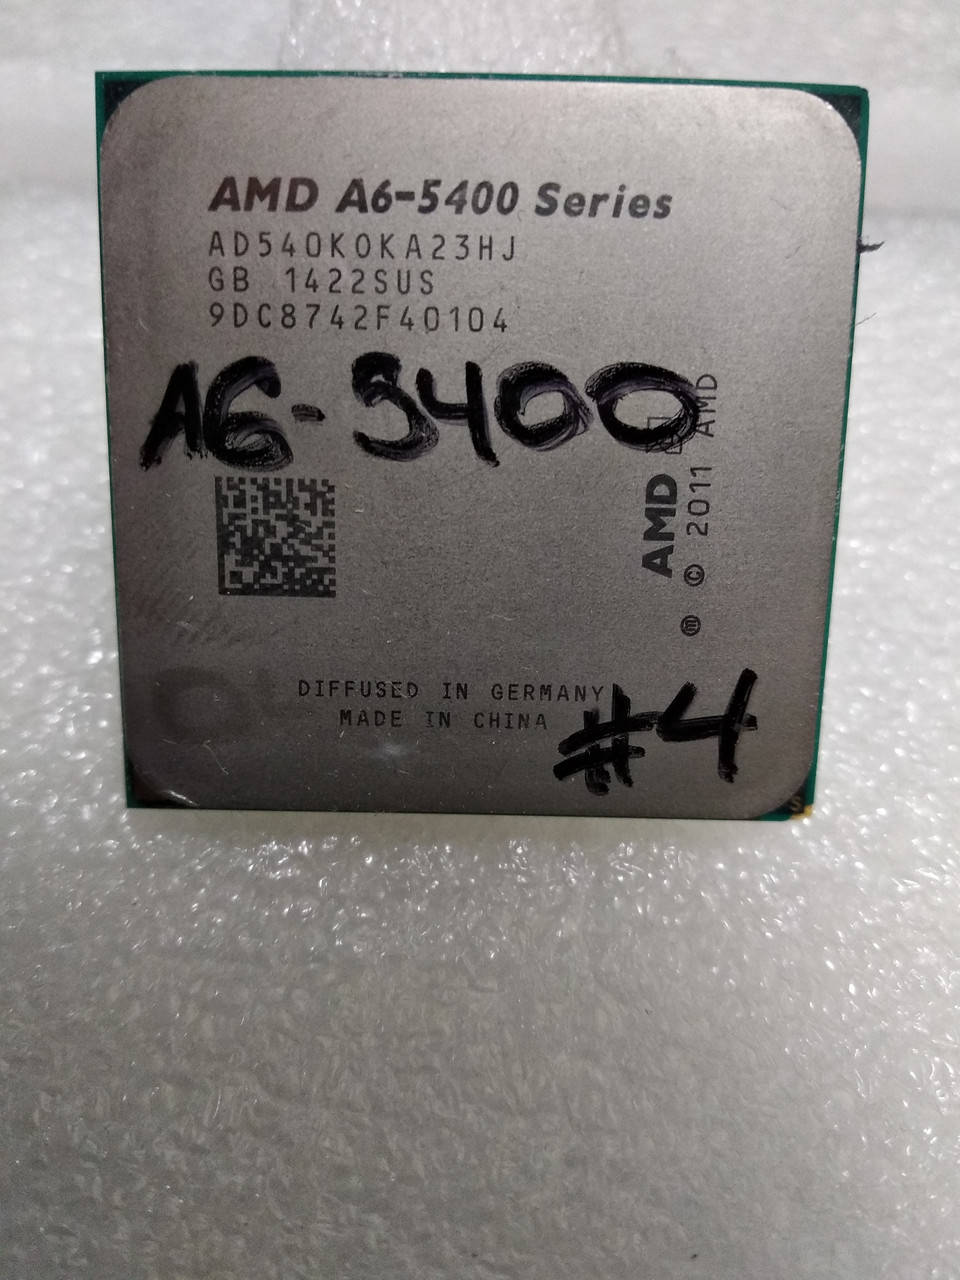 AMD A6-5400 Series
AD540K0KA23HJ
GB 1422SUS
9DC8742F40104
A6-5400
AMD
© 2011 AMD
ⓜ
DIFFUSED IN GERMANY
MADE IN CHINA
#4